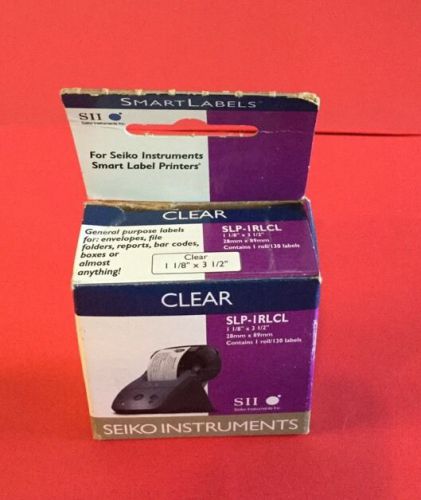 SMARTLABELS
SII
Seiko Instruments Inc.
For Seiko Instruments
Smart Label Printers®
CLEAR
General purpose labels
for: envelopes, file
folders, reports, bar codes,
boxes or
almost
anything!
Clear
1 1/8" x 3 1/2"
SLP-1RLCL
1 1/8" x 3 1/2"
28mm x 89mm
Contains 1 roll/130 labels
CLEAR
SLP-1RLCL
1 1/8" x 3 1/2"
28mm x 89mm
Contains 1 roll/130 labels
SII
Seiko Instruments Inc.
SEIKO INSTRUMENTS